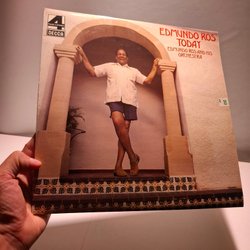 4
DECCA
EDMUNDO ROS
TODAY
EDMUNDO ROS AND HIS
ORCHESTRA